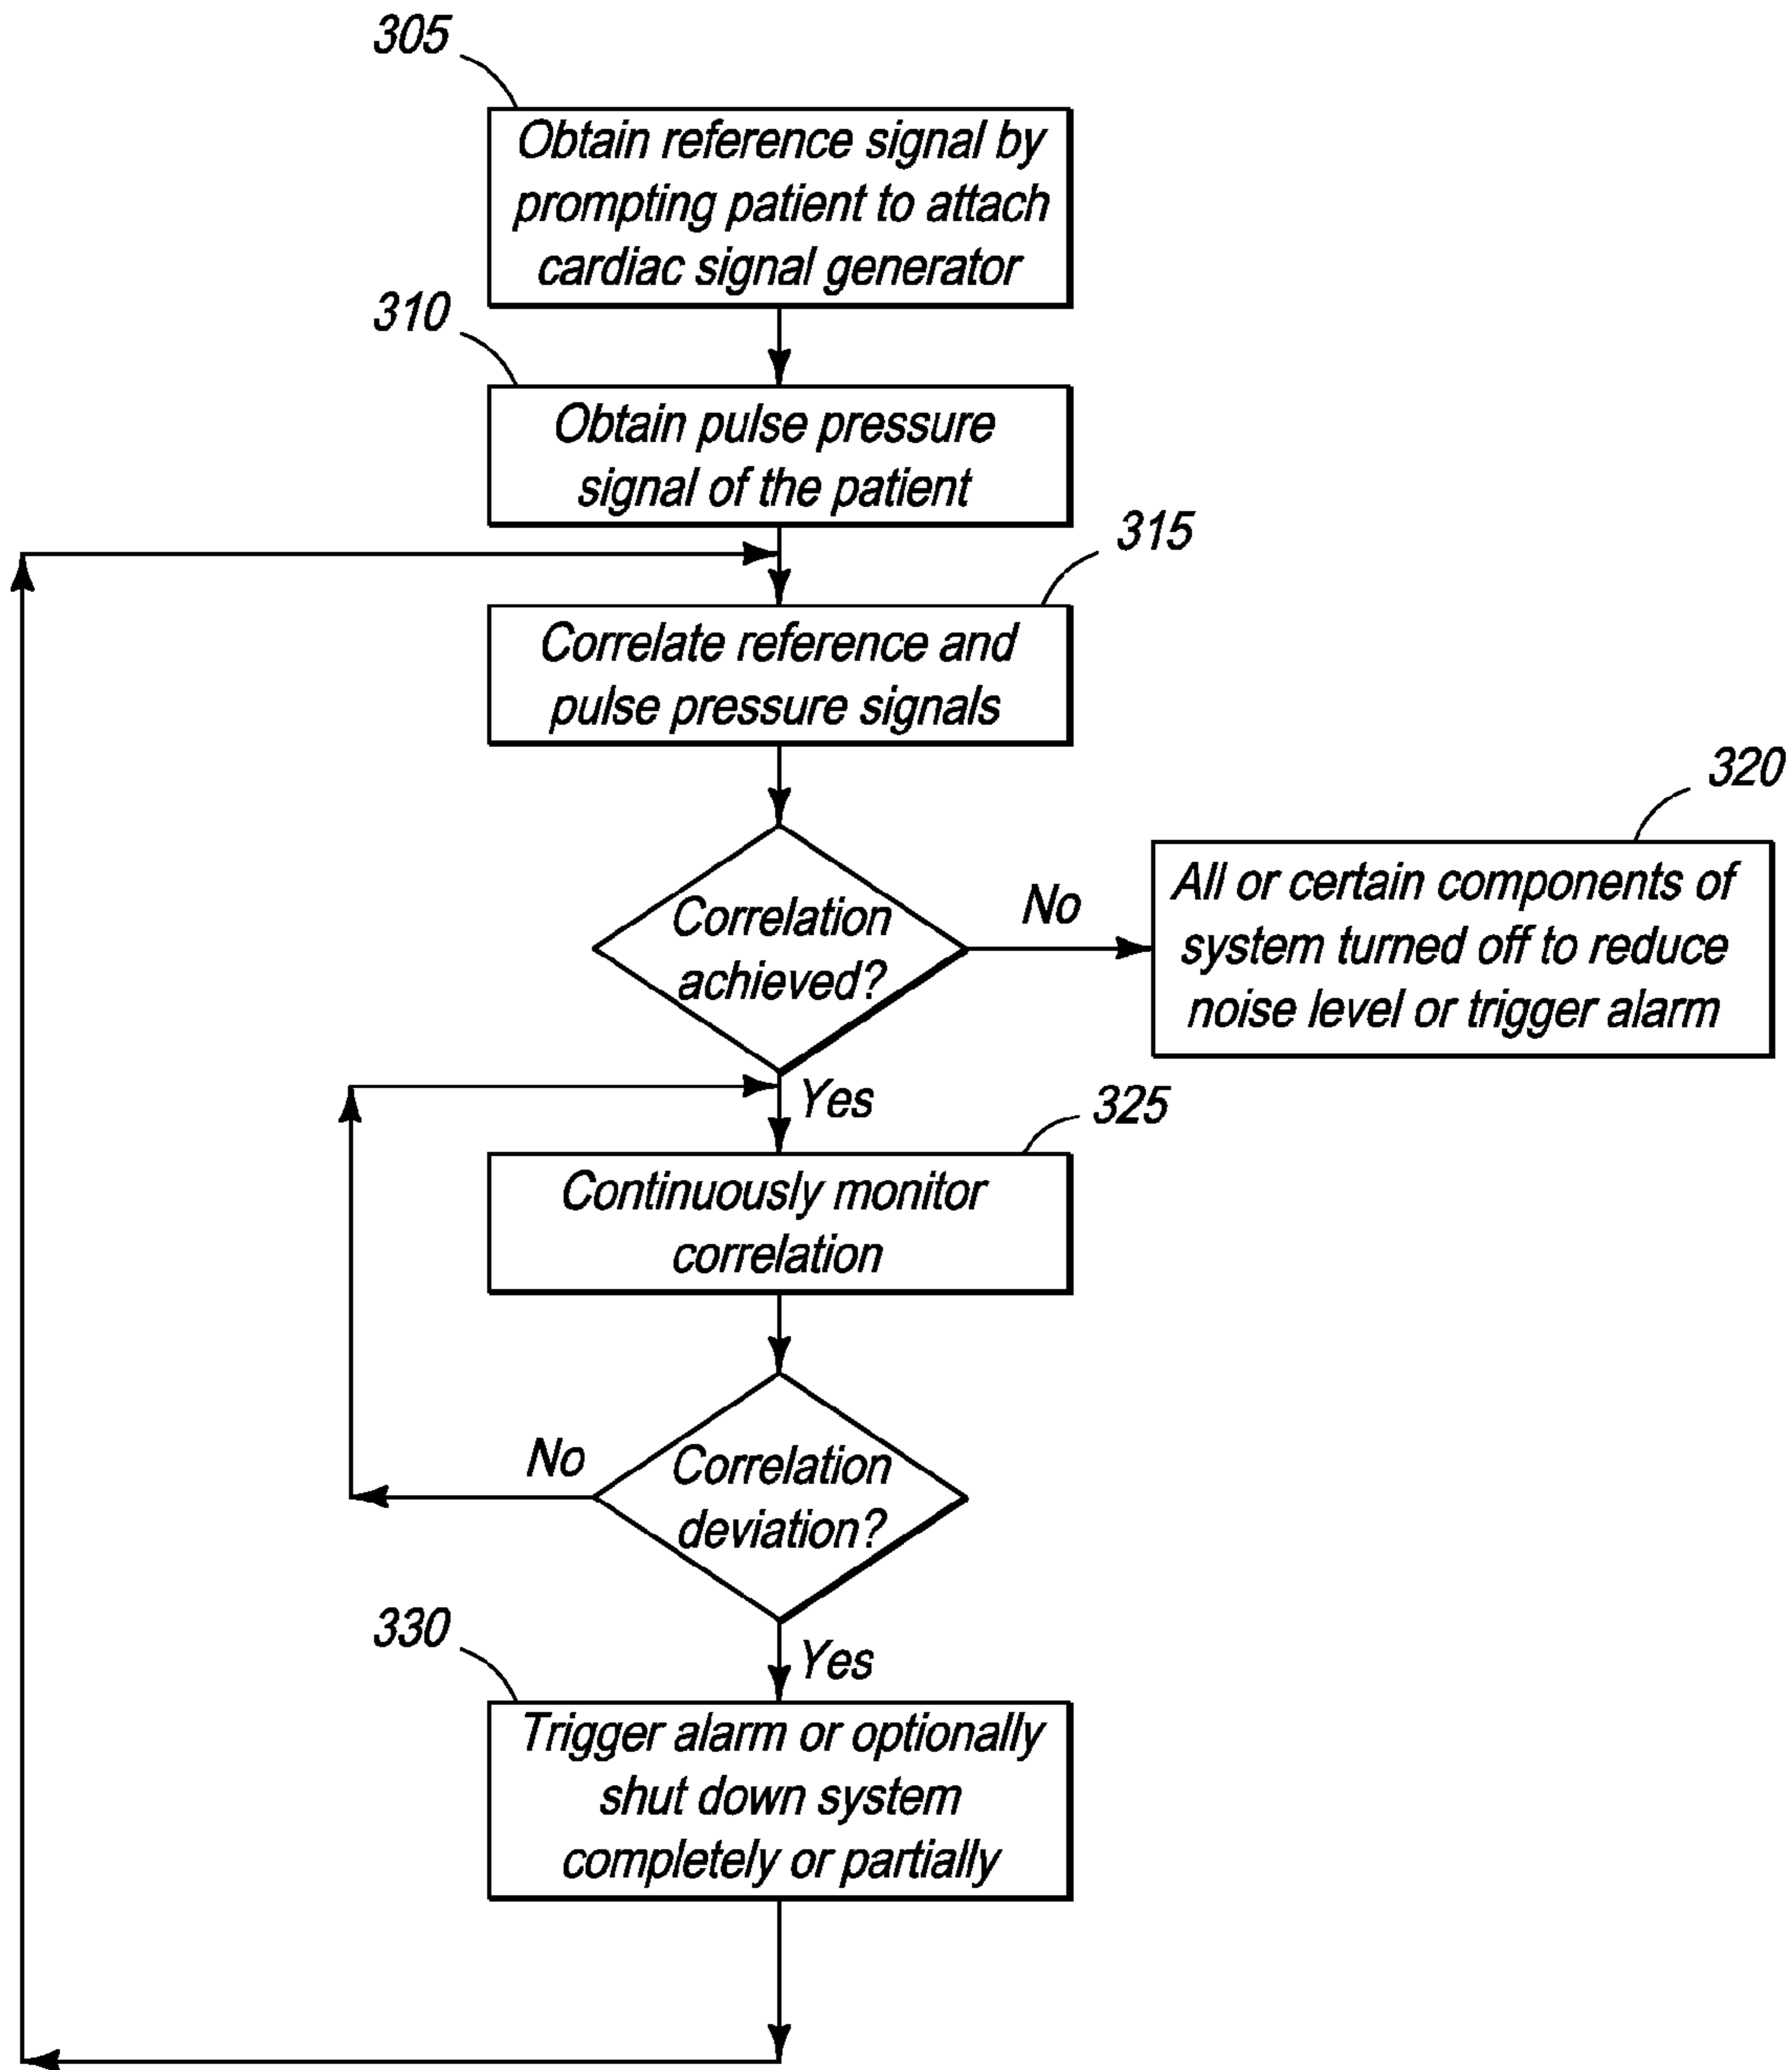 305
Obtain reference signal by
prompting patient to attach
cardiac signal generator
310
Obtain pulse pressure
signal of the patient
315
Correlate reference and
pulse pressure signals
320
Correlation
achieved?
No
All or certain components of
system turned off to reduce
noise level or trigger alarm
Yes
325
Continuously monitor
correlation
No
Correlation
deviation?
330
Yes
Trigger alarm or optionally
shut down system
completely or partially